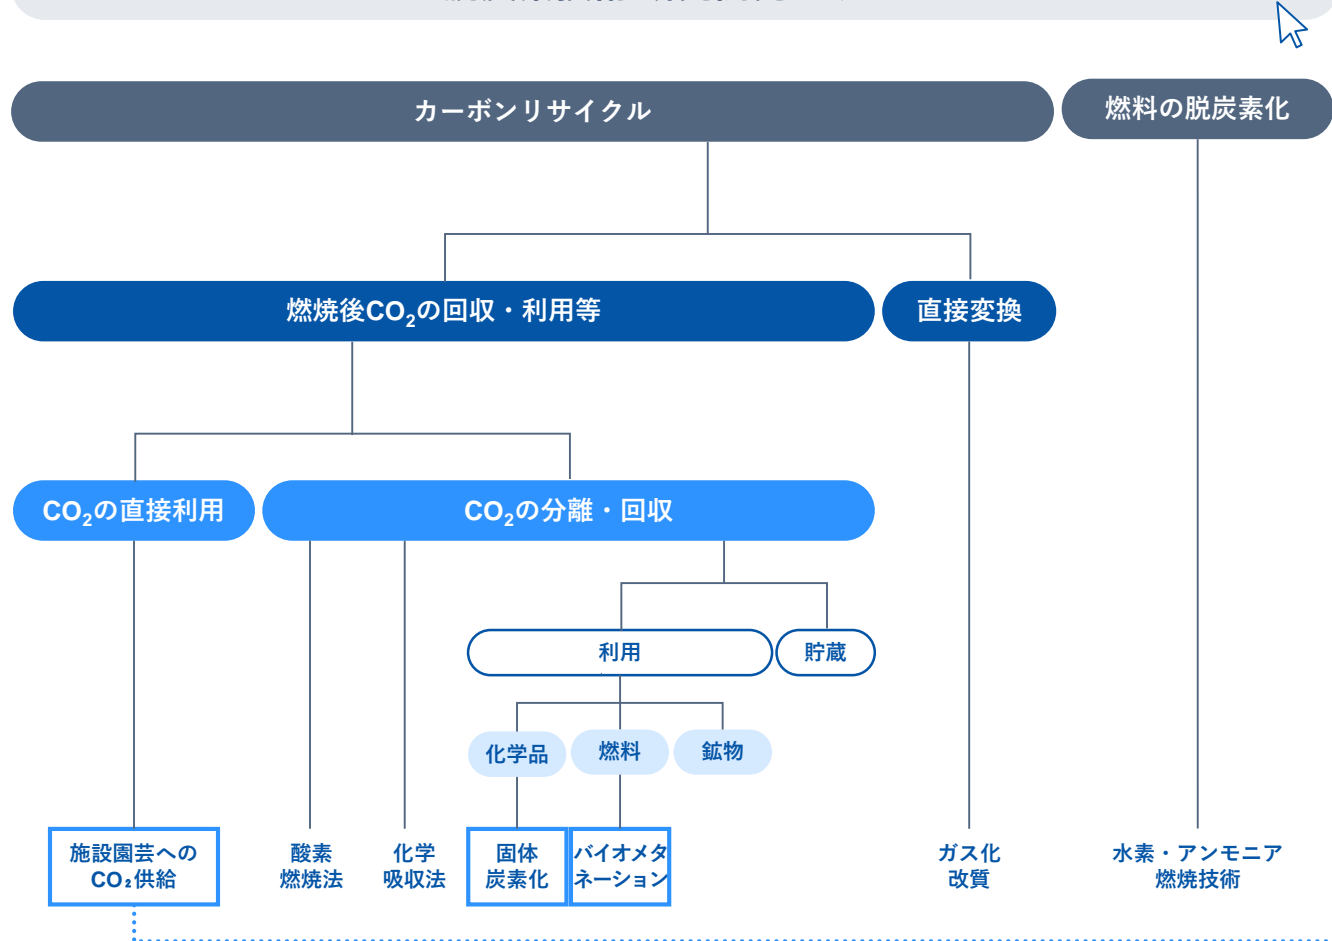 カーボンリサイクル
燃料の脱炭素化
燃焼後CO₂の回収・利用等
直接変換
CO₂の直接利用
CO₂の分離・回収
利用
貯蔵
化学品
燃料
鉱物
施設園芸への
CO₂供給
酸素
燃焼法
化学
吸収法
固体
炭素化
バイオメタ
ネーション
ガス化
改質
水素・アンモニア
燃焼技術